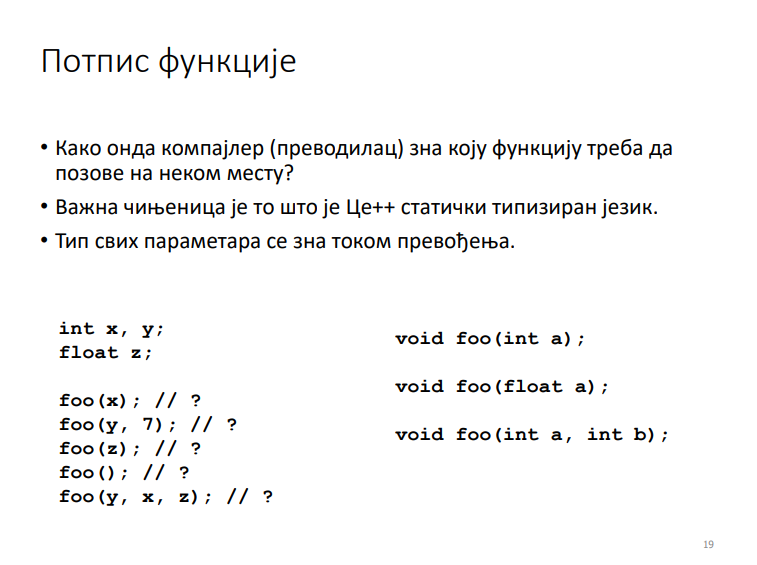 Потпис функције
• Како онда компајлер (преводилац) зна коју функцију треба да
позове на неком месту?
• Важна чињеница је то што је Це++ статички типизиран језик.
• Тип свих параметара се зна током превођења.
int x, y;
float z;
foo(x); // ?
foo(y, 7); // ?
foo(z); // ?
foo(); // ?
foo(y, x, z); // ?
void foo(int a);
void foo(float a);
void foo(int a, int b);
19